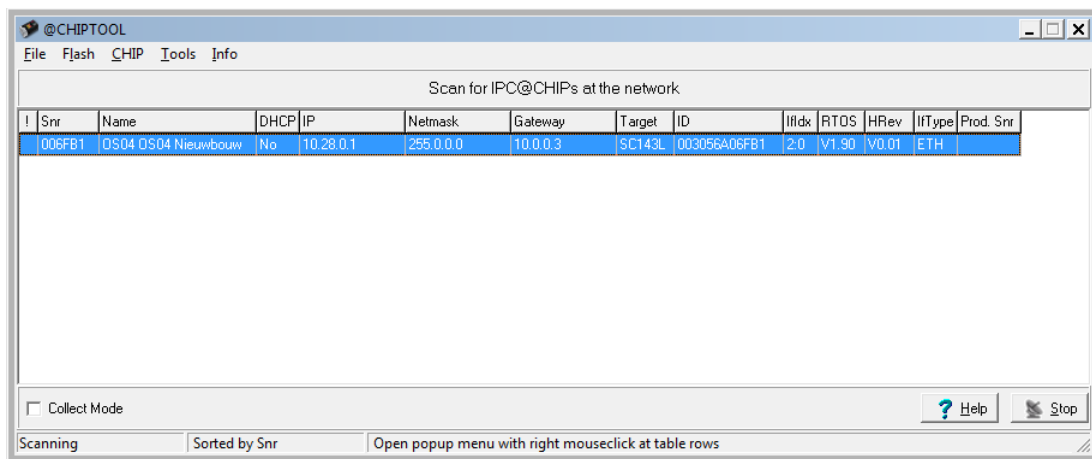 @CHIPTOOL
File Flash CHIP Tools Info
Scan for IPC@CHIPs at the network
! Snr Name DHCP IP Netmask Gateway Target ID IfIdx RTOS HRev IfType Prod. Snr
006FB1 OS04 OS04 Nieuwbouw No 10.28.0.1 255.0.0.0 10.0.0.3 SC143L 003056A06FB1 2:0 V1.90 V0.01 ETH
Collect Mode ? Help Stop
Scanning Sorted by Snr Open popup menu with right mouseclick at table rows